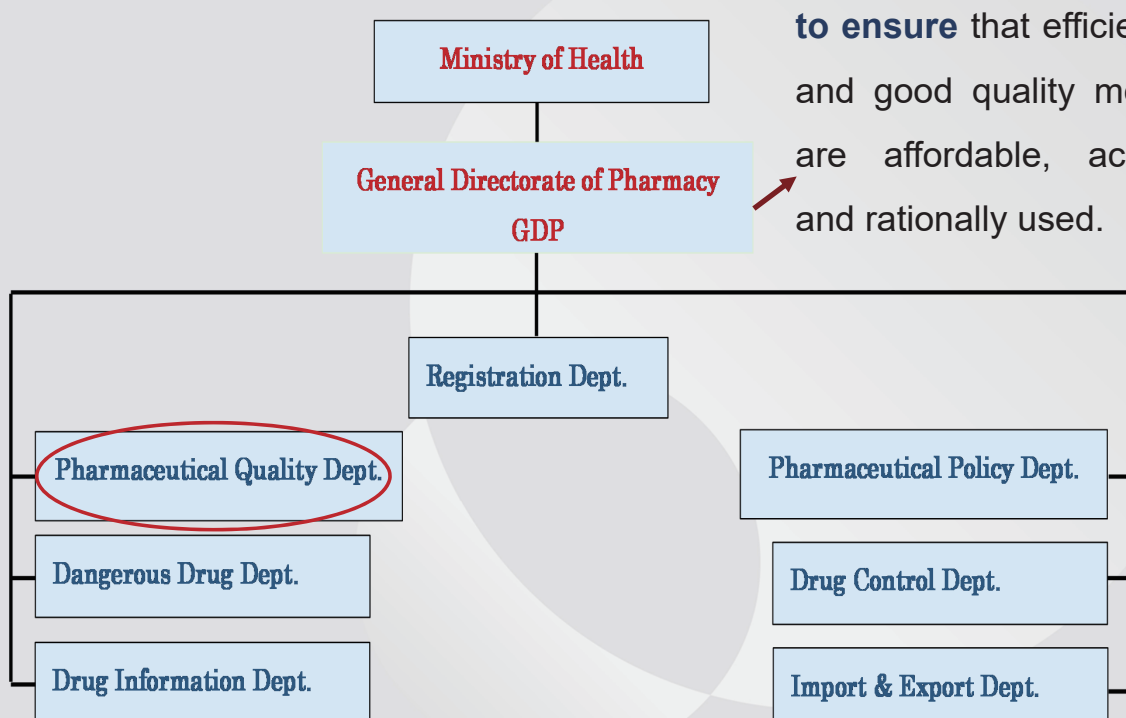 Ministry of Health
to ensure that
and good quality
are affordable,
and rationally used.
General Directorate of Pharmacy
GDP
Registration Dept.
Pharmaceutical Quality Dept.
Pharmaceutical Policy Dept.
Dangerous Drug Dept.
Drug Control Dept.
Drug Information Dept.
Import & Export Dept.